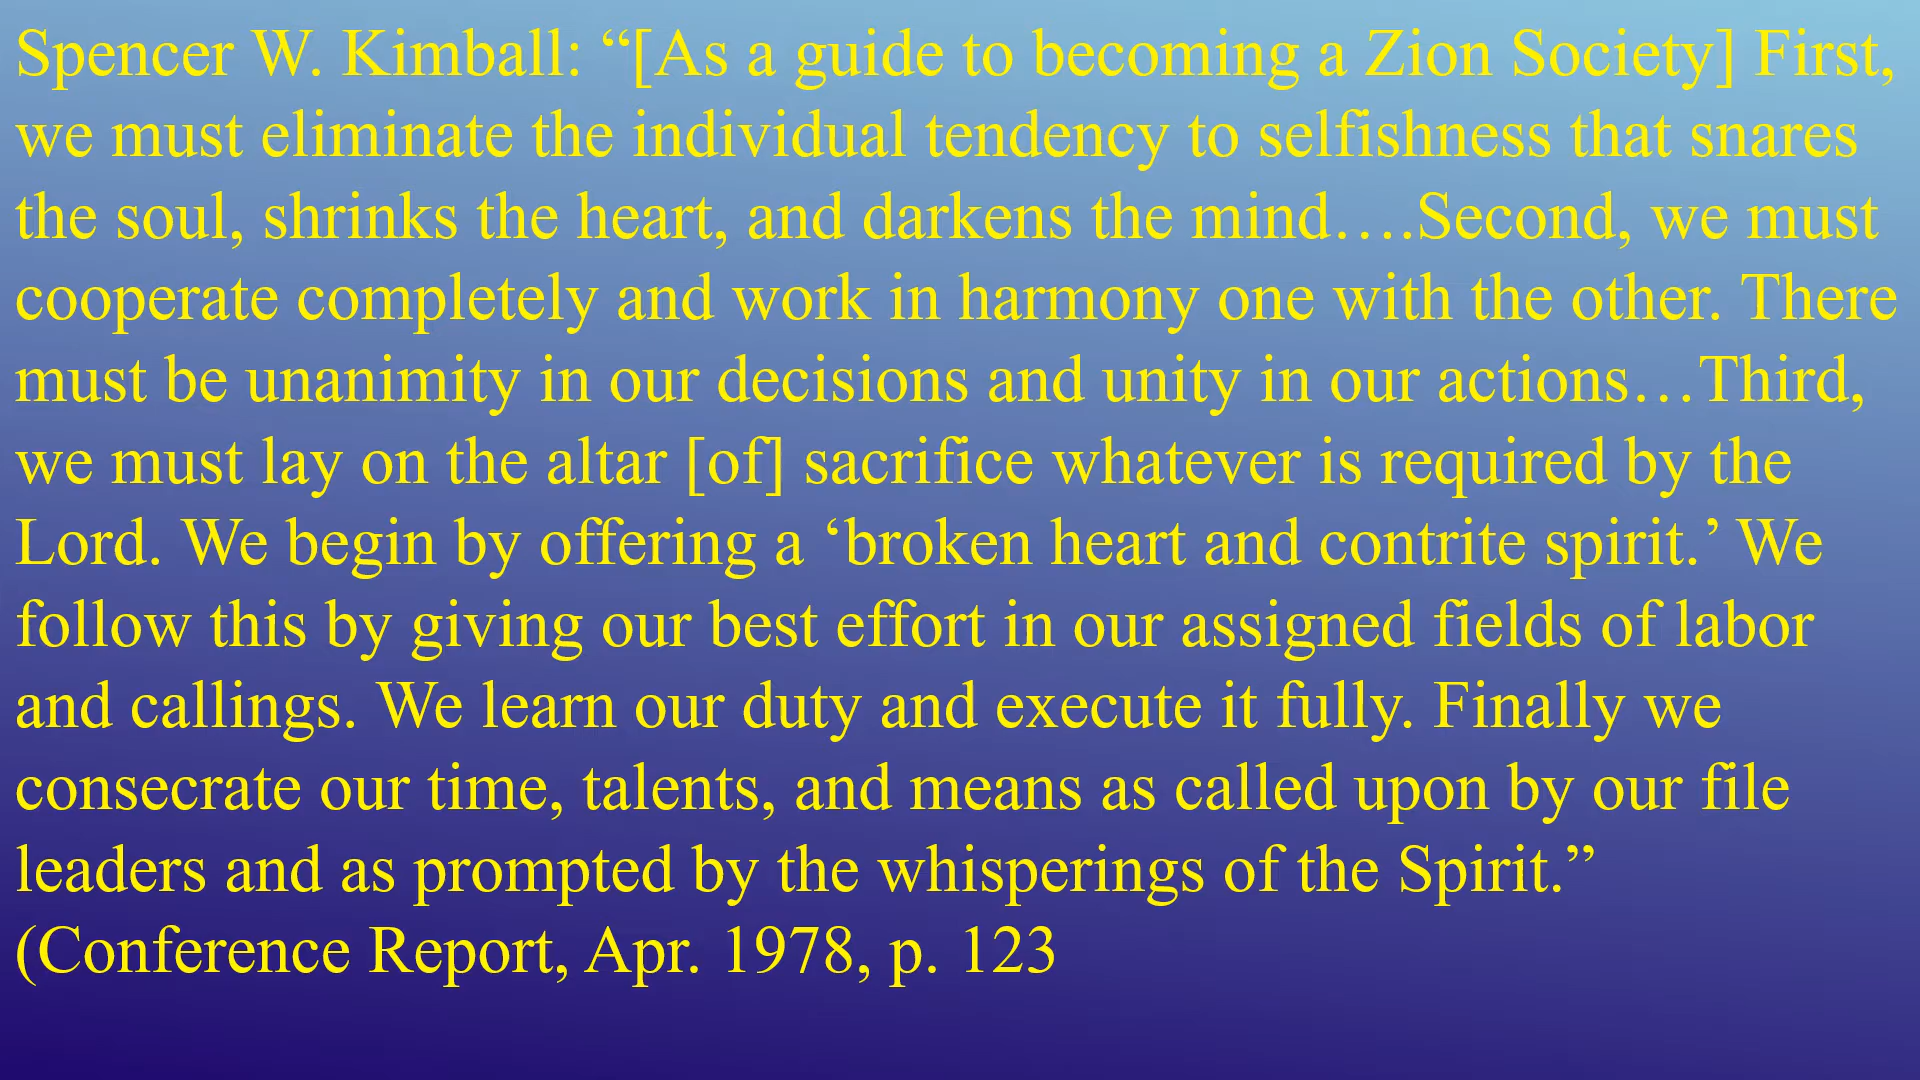 Spencer W. Kimball: “[As a guide to becoming a Zion Society] First,
we must eliminate the individual tendency to selfishness that snares
the soul, shrinks the heart, and darkens the mind….Second, we must
cooperate completely and work in harmony one with the other. There
must be unanimity in our decisions and unity in our actions…Third,
we must lay on the altar [of] sacrifice whatever is required by the
Lord. We begin by offering a ‘broken heart and contrite spirit.’ We
follow this by giving our best effort in our assigned fields of labor
and callings. We learn our duty and execute it fully. Finally we
consecrate our time, talents, and means as called upon by our file
leaders and as prompted by the whisperings of the Spirit.”
(Conference Report, Apr. 1978, p. 123